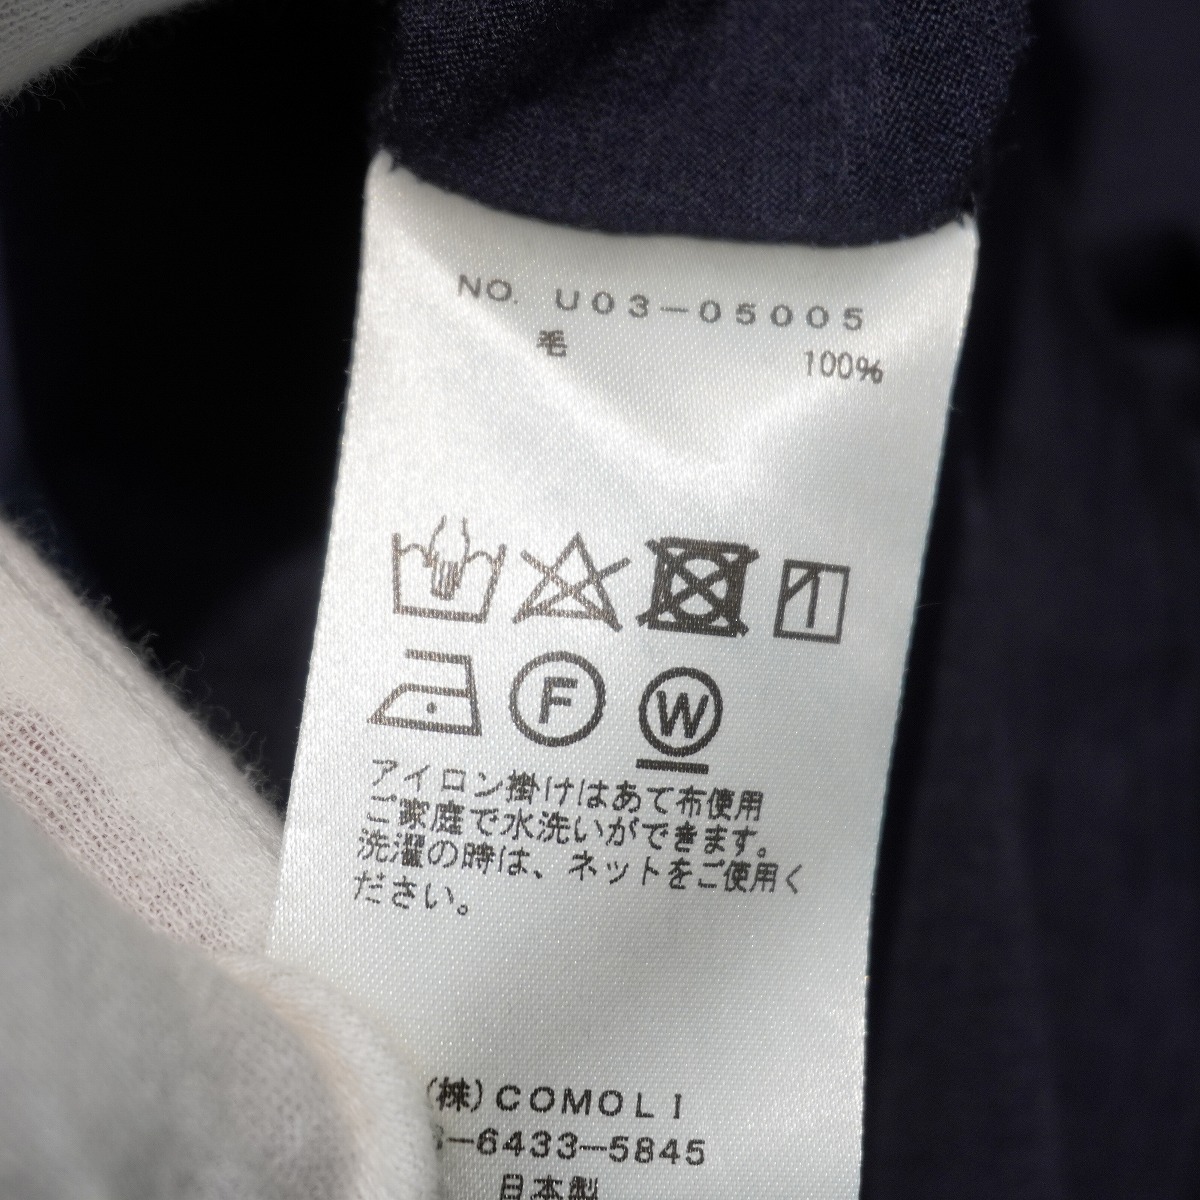 NO. U03-05005
毛 100%
F W
アイロン掛けはあて布使用
ご家庭で水洗いができます。
洗濯の時は、ネットをご使用く
ださい。
(株)COMOLI
-6433-5845
日本製